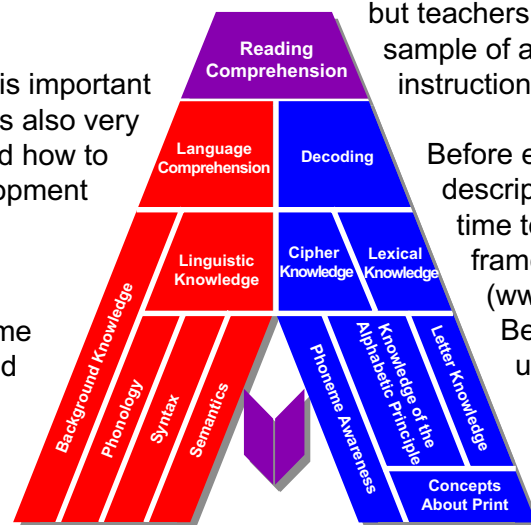 but teachers
sample of a
instruction
is important
s also very
d how to
opment
Before e
descrip
time to
frame
(ww
Be
u
me
d
Reading
Comprehension
Language
Comprehension
Decoding
Linguistic
Knowledge
Cipher
Knowledge
Lexical
Knowledge
Background Knowledge
Phonology
Syntax
Semantics
Phoneme Awareness
Knowledge of the
Alphabetic Principle
Letter Knowledge
Concepts
About Print